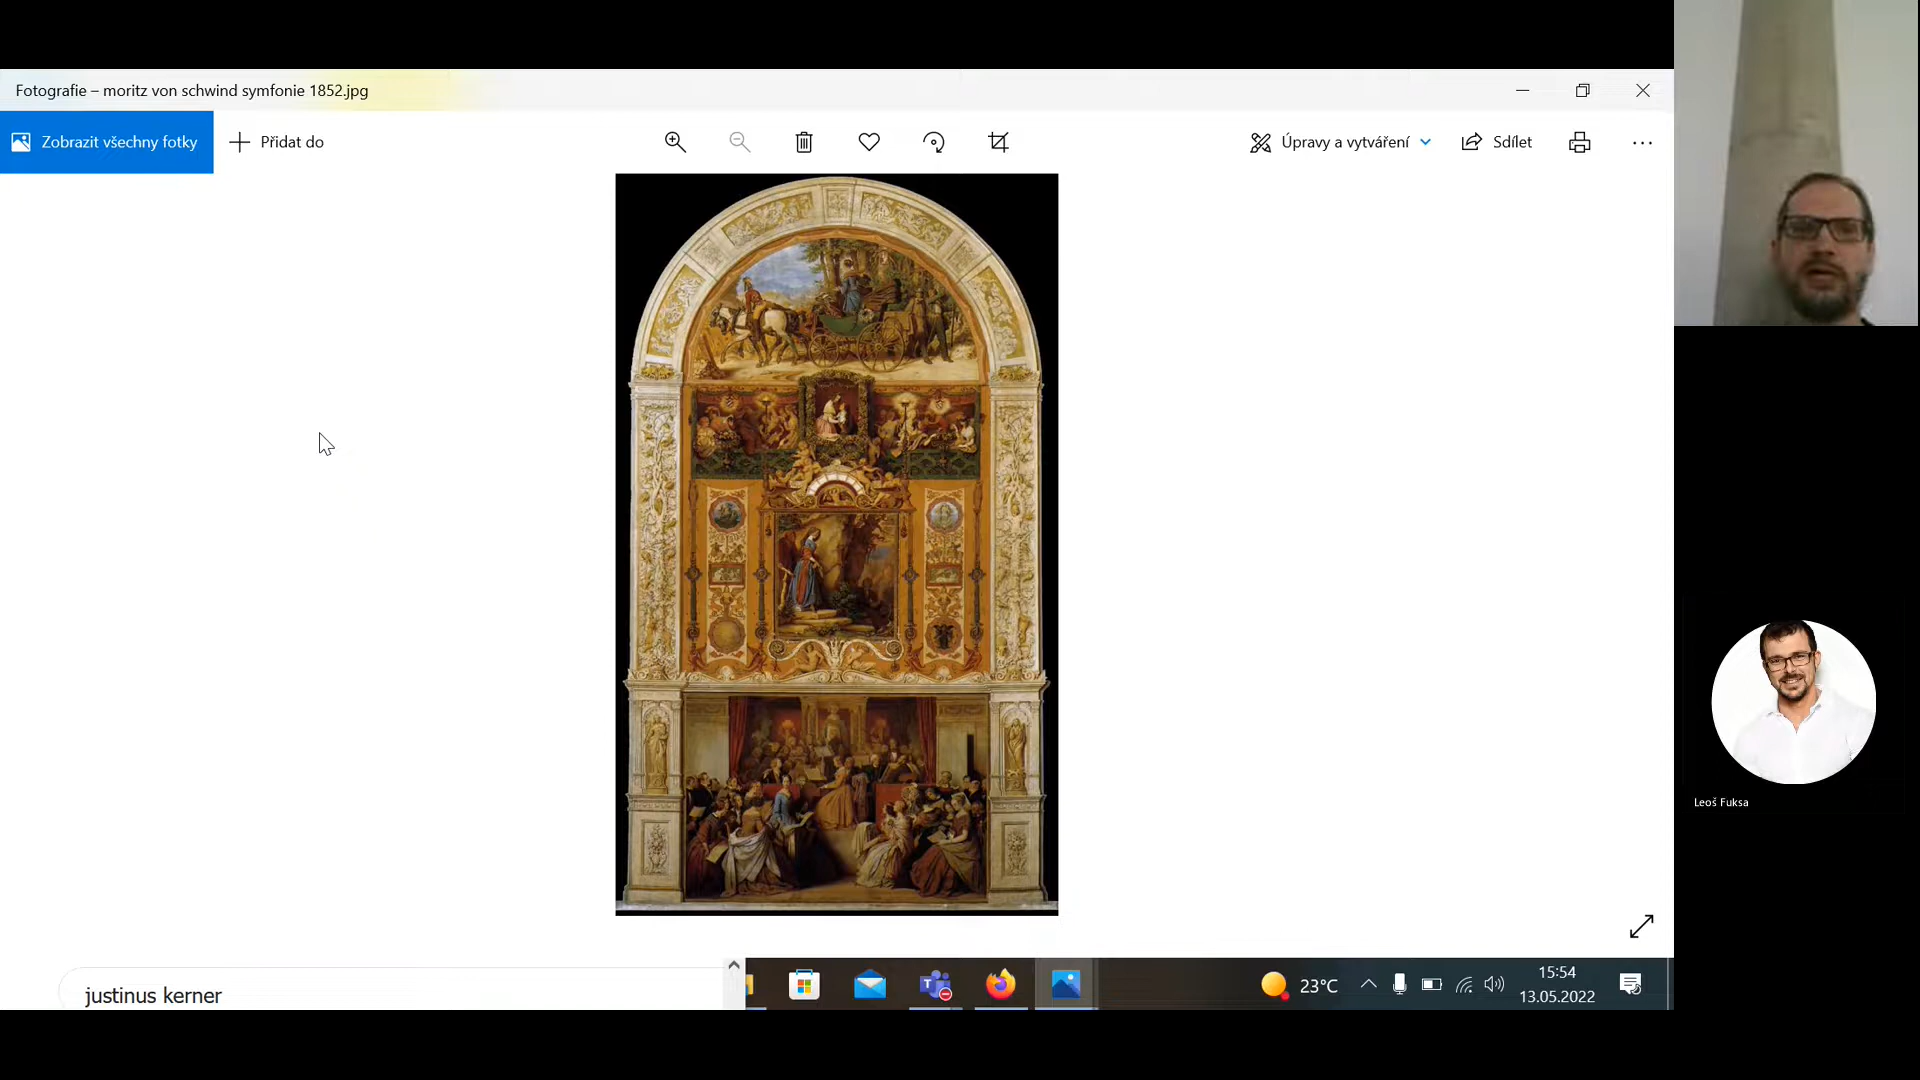 Fotografie – moritz von schwind symfonie 1852.jpg
Zobrazit všechny fotky
Přidat do
Úpravy a vytváření
Sdílet
Leoš Fuksa
justinus kerner
23°C
15:54
13.05.2022